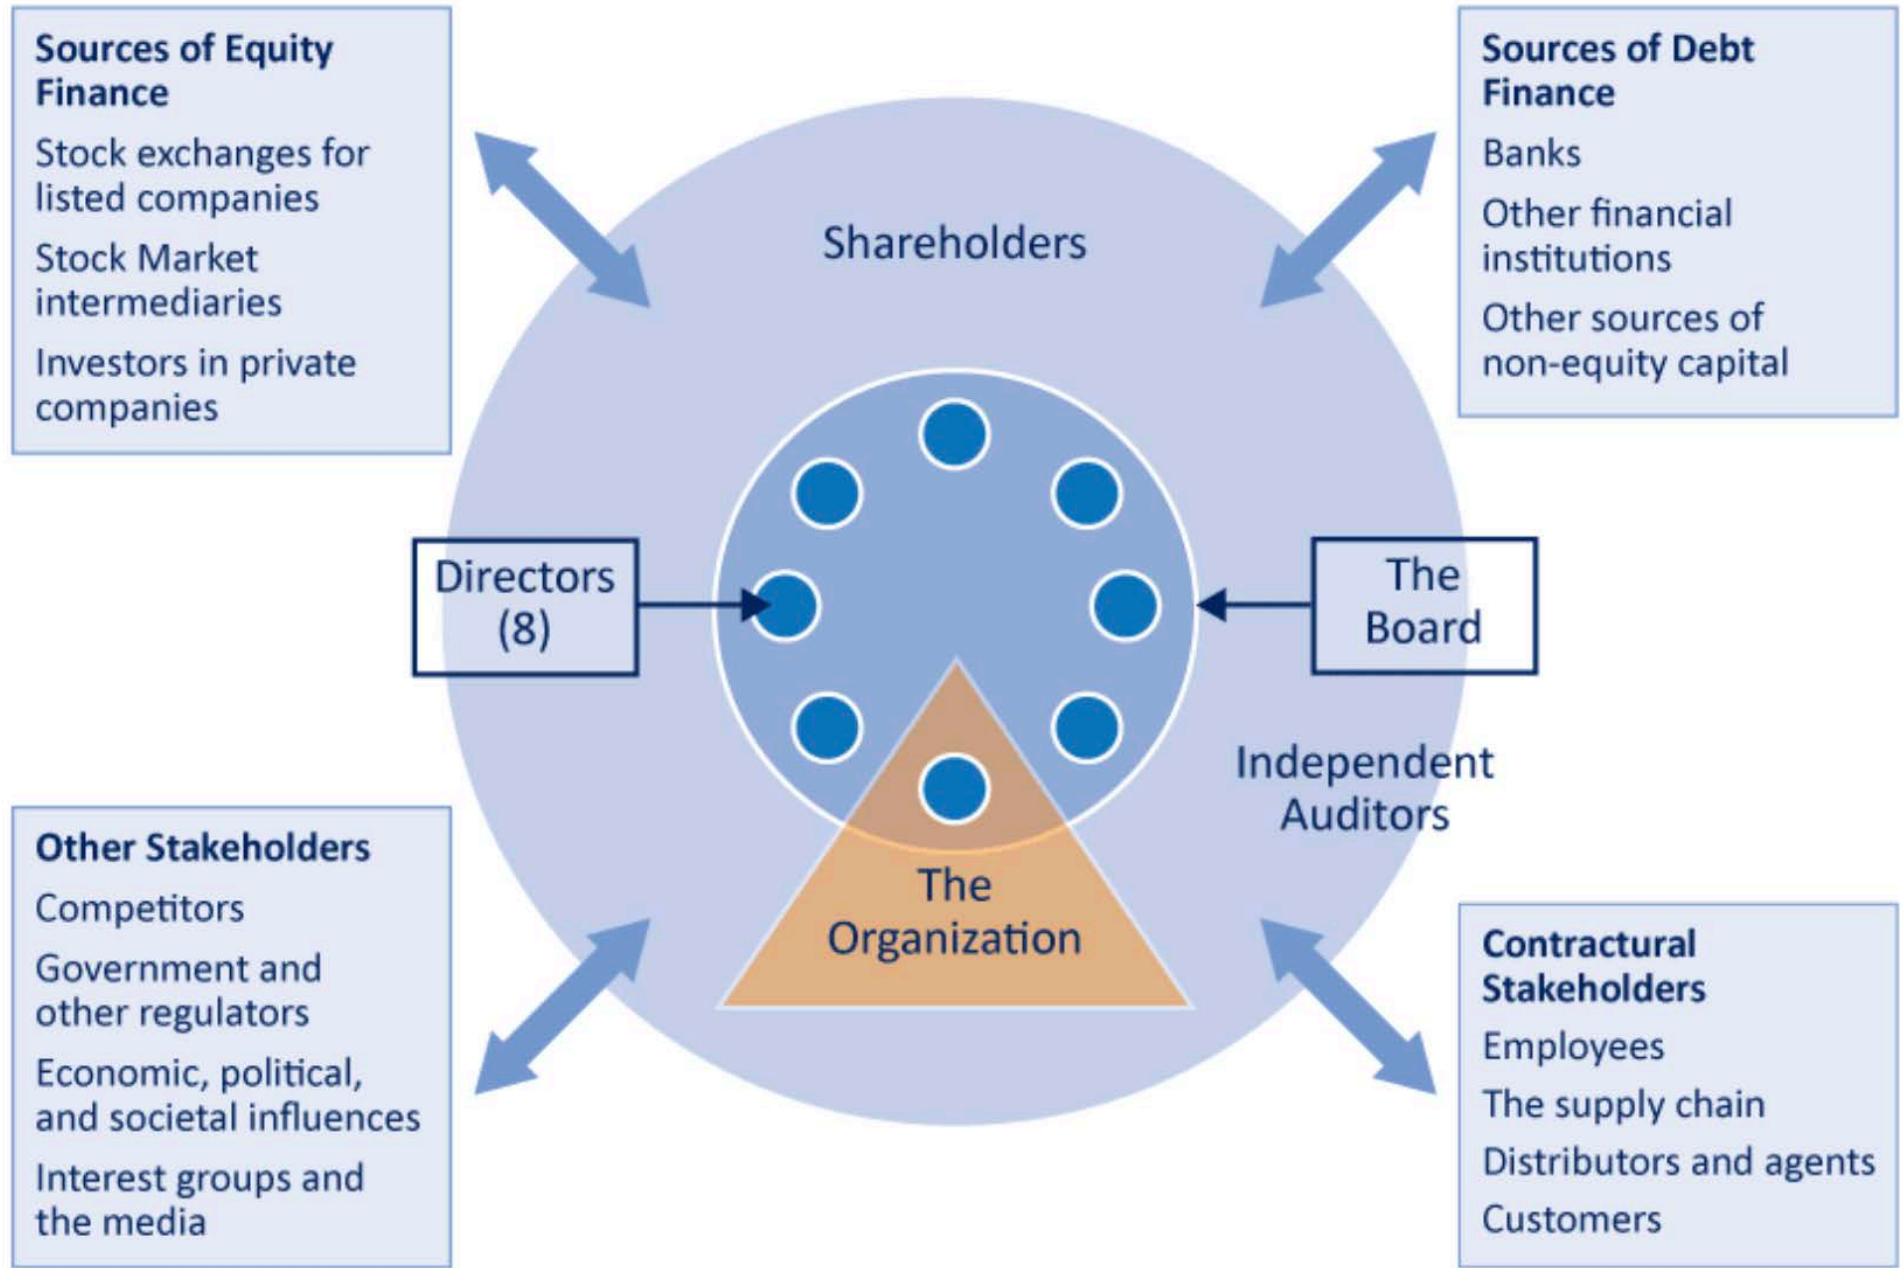 Sources of Equity
Finance
Stock exchanges for
listed companies
Stock Market
intermediaries
Investors in private
companies
Sources of Debt
Finance
Banks
Other financial
institutions
Other sources of
non-equity capital
Shareholders
Directors
(8)
The
Board
Independent
Auditors
The
Organization
Other Stakeholders
Competitors
Government and
other regulators
Economic, political,
and societal influences
Interest groups and
the media
Contractural
Stakeholders
Employees
The supply chain
Distributors and agents
Customers